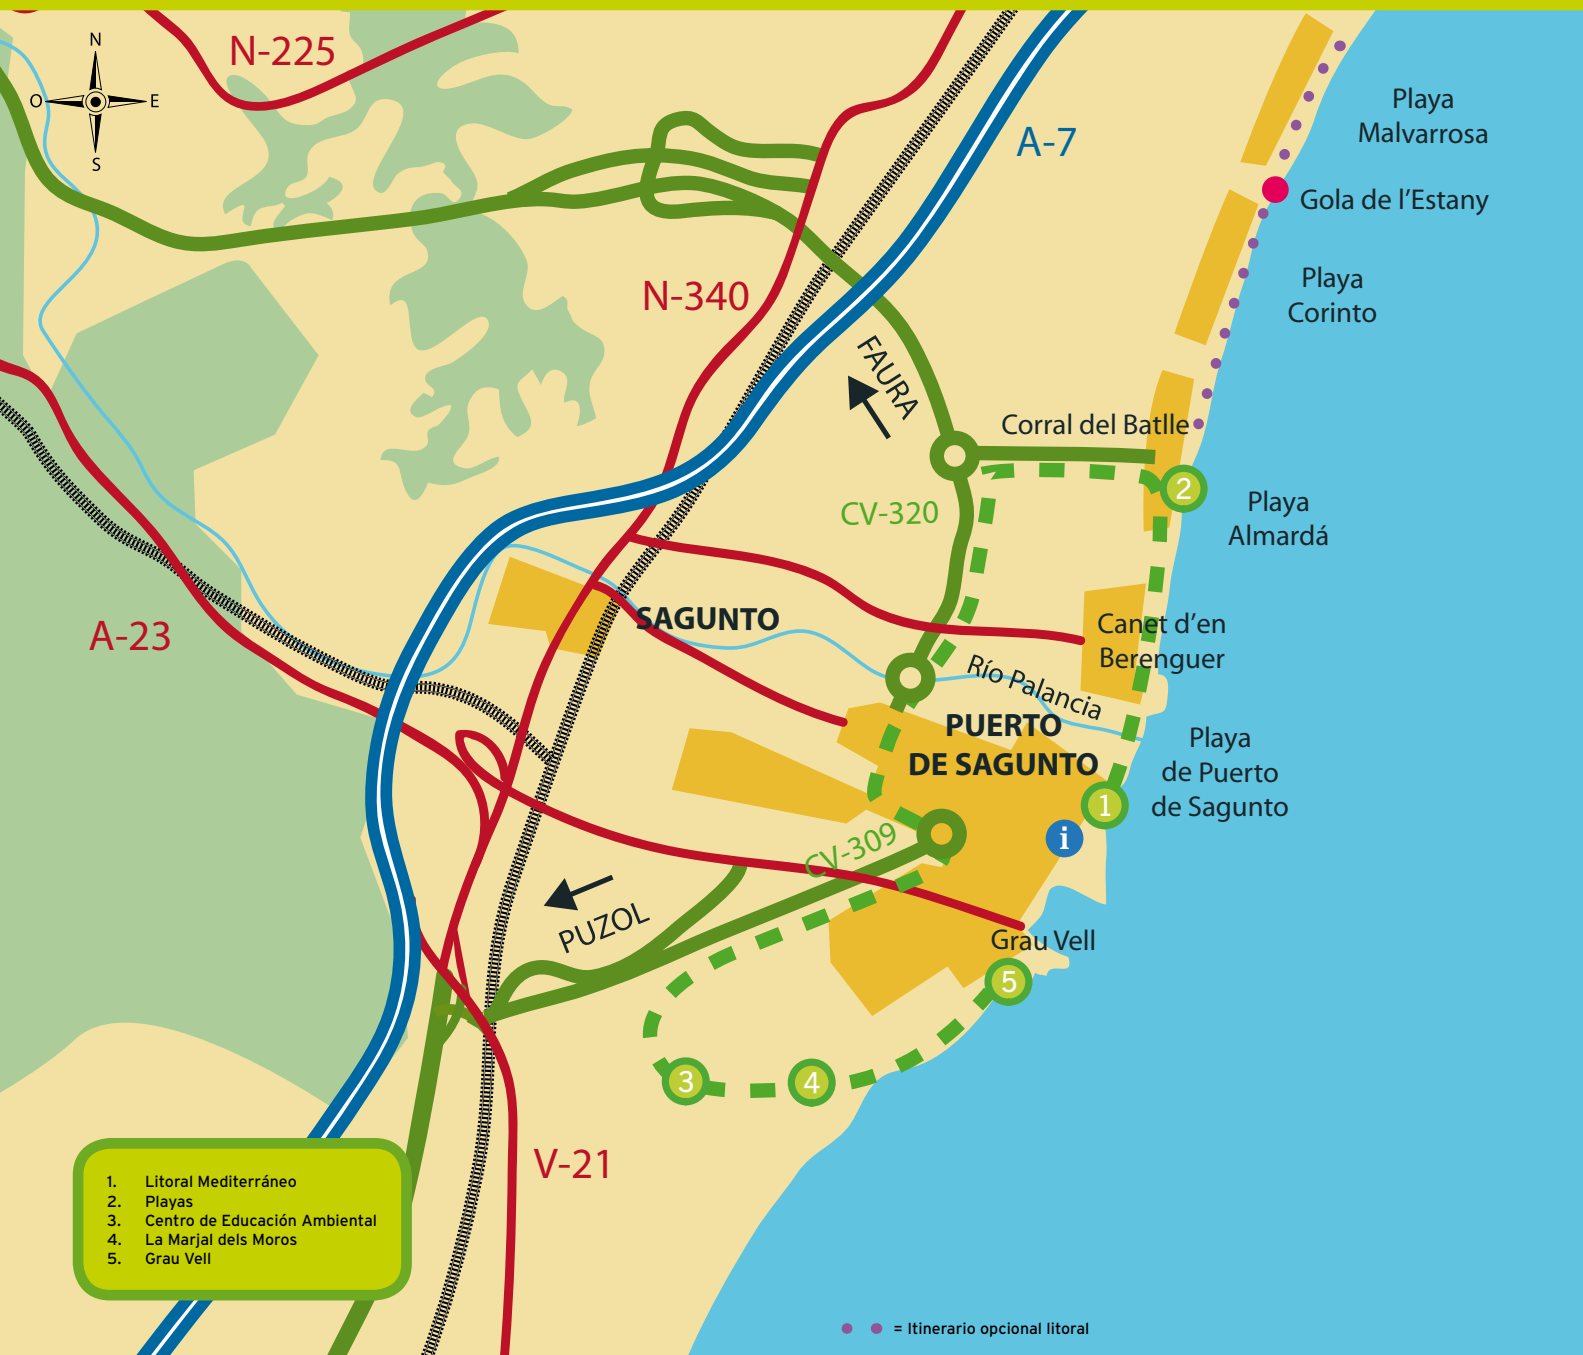 N
O
E
S
N-225
A-7
Playa
Malvarrosa
Gola de l'Estany
N-340
Playa
Corinto
FAURA
Corral del Batlle
2
CV-320
Playa
Almardá
SAGUNTO
A-23
Canet d'en
Berenguer
Río Palancia
PUERTO
DE SAGUNTO
Playa
de Puerto
de Sagunto
1
i
CV-309
PUZOL
Grau Vell
5
3
4
V-21
1. Litoral Mediterráneo
2. Playas
3. Centro de Educación Ambiental
4. La Marjal dels Moros
5. Grau Vell
= Itinerario opcional litoral